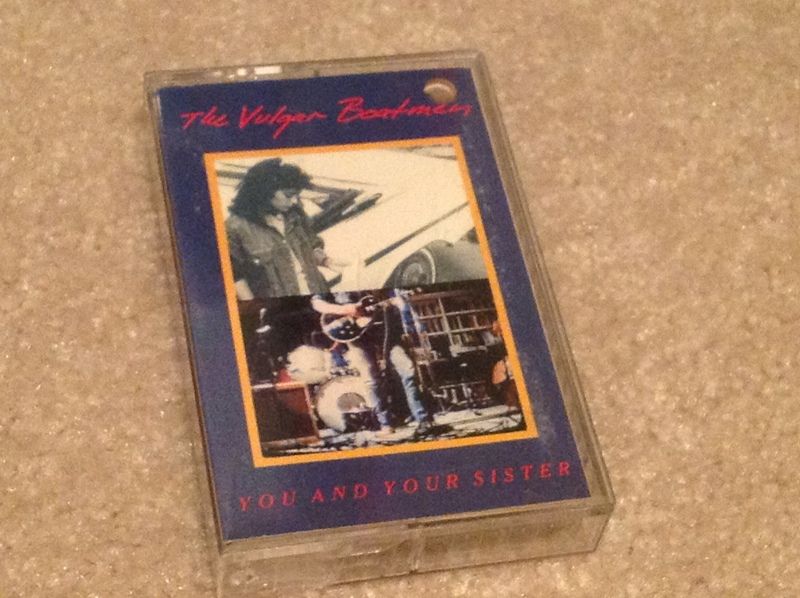 The Vulgar Boatmen
YOU AND YOUR SISTER